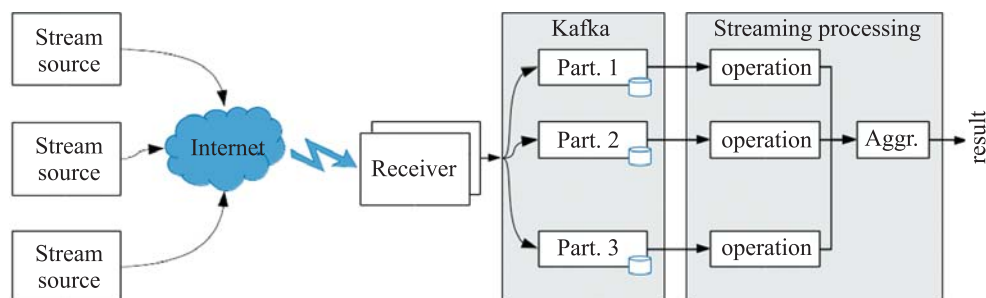 Stream
source
Stream
source
Stream
source
Internet
Receiver
Kafka
Part. 1
Part. 2
Part. 3
Streaming processing
operation
operation
operation
Aggr.
result